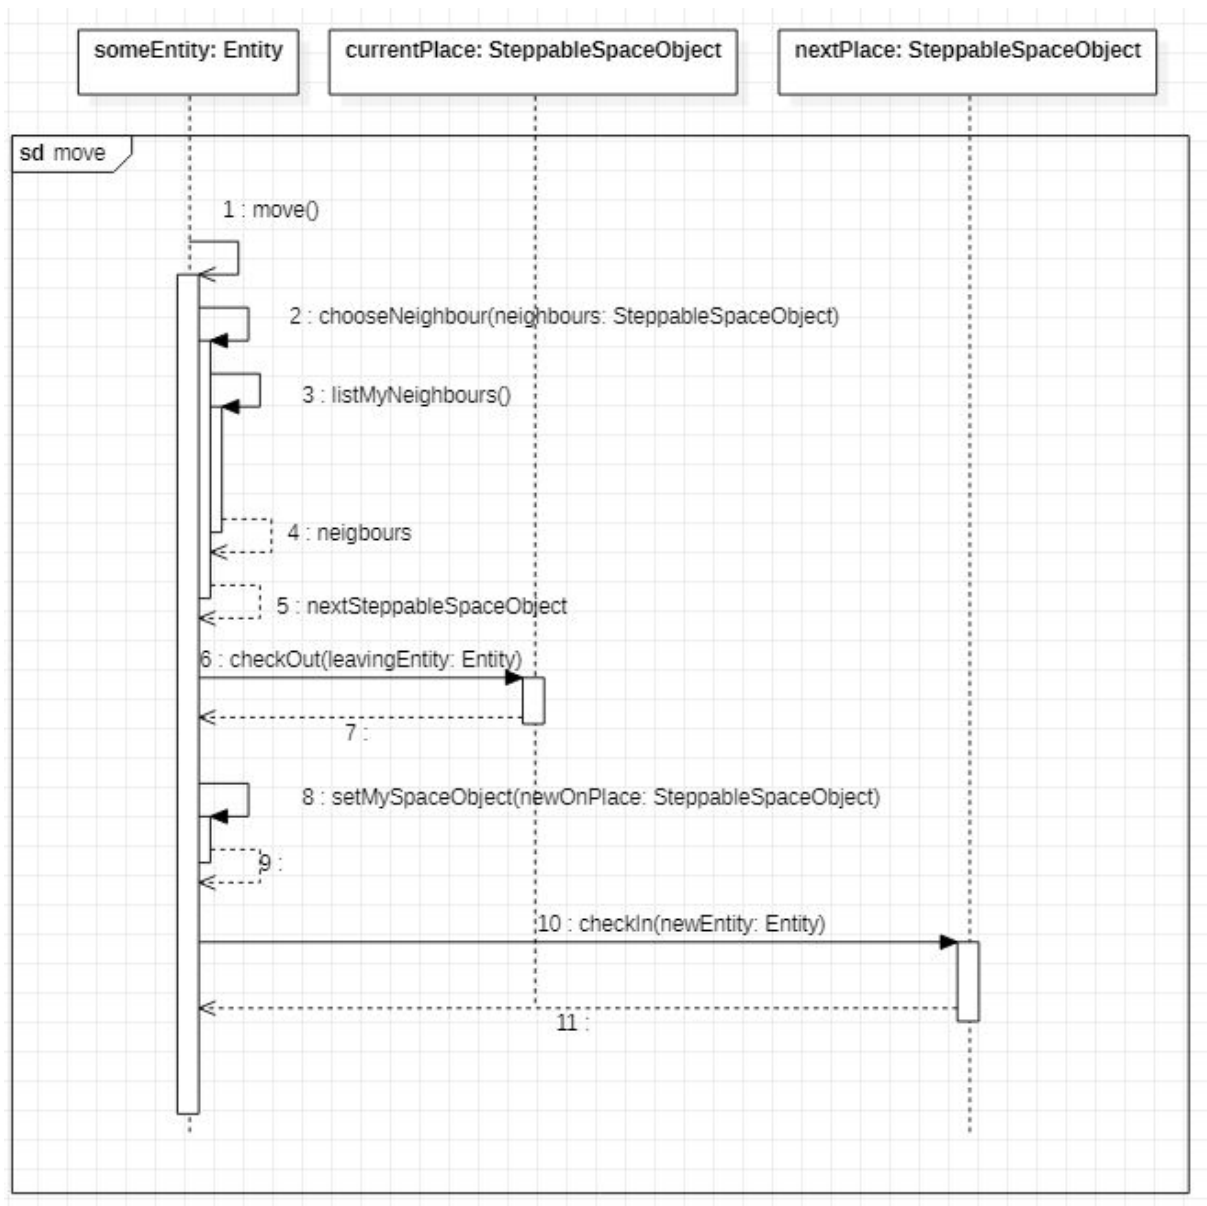 someEntity: Entity
currentPlace: SteppableSpaceObject
nextPlace: SteppableSpaceObject
sd move
1 : move()
2 : chooseNeighbour(neighbours: SteppableSpaceObject)
3 : listMyNeighbours()
4 : neigbours
5 : nextSteppableSpaceObject
6 : checkOut(leavingEntity: Entity)
7 :
8 : setMySpaceObject(newOnPlace: SteppableSpaceObject)
9 :
10 : checkIn(newEntity: Entity)
11 :